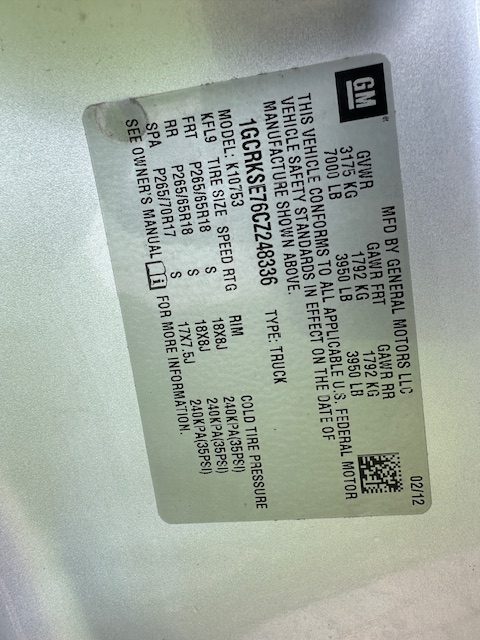 GM
MFD BY GENERAL MOTORS LLC 02/12
GVWR GAWR FRT GAWR RR
3175 KG 1792 KG 1792 KG
7000 LB 3950 LB 3950 LB
THIS VEHICLE CONFORMS TO ALL APPLICABLE U.S. FEDERAL MOTOR
VEHICLE SAFETY STANDARDS IN EFFECT ON THE DATE OF
MANUFACTURE SHOWN ABOVE.
1GCRKSE76CZ248336 TYPE: TRUCK
MODEL: K10753
KFL9 TIRE SIZE SPEED RTG RIM COLD TIRE PRESSURE
FRT P265/65R18 S 18X8J 240KPA(35PSI)
RR P265/65R18 S 18X8J 240KPA(35PSI)
SPA P265/70R17 S 17X7.5J 240KPA(35PSI)
SEE OWNER'S MANUAL i FOR MORE INFORMATION.